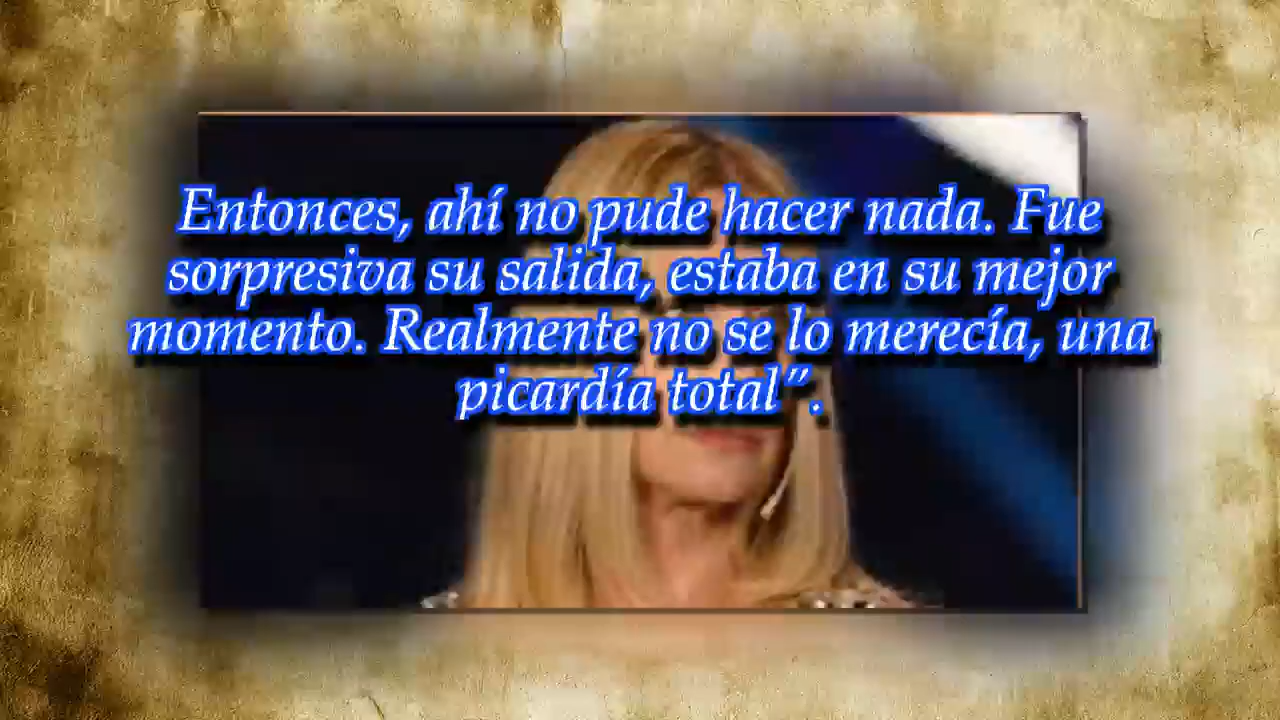 Entonces, ahí no pude hacer nada. Fue
sorpresiva su salida, estaba en su mejor
momento. Realmente no se lo merecía, una
picardía total”.